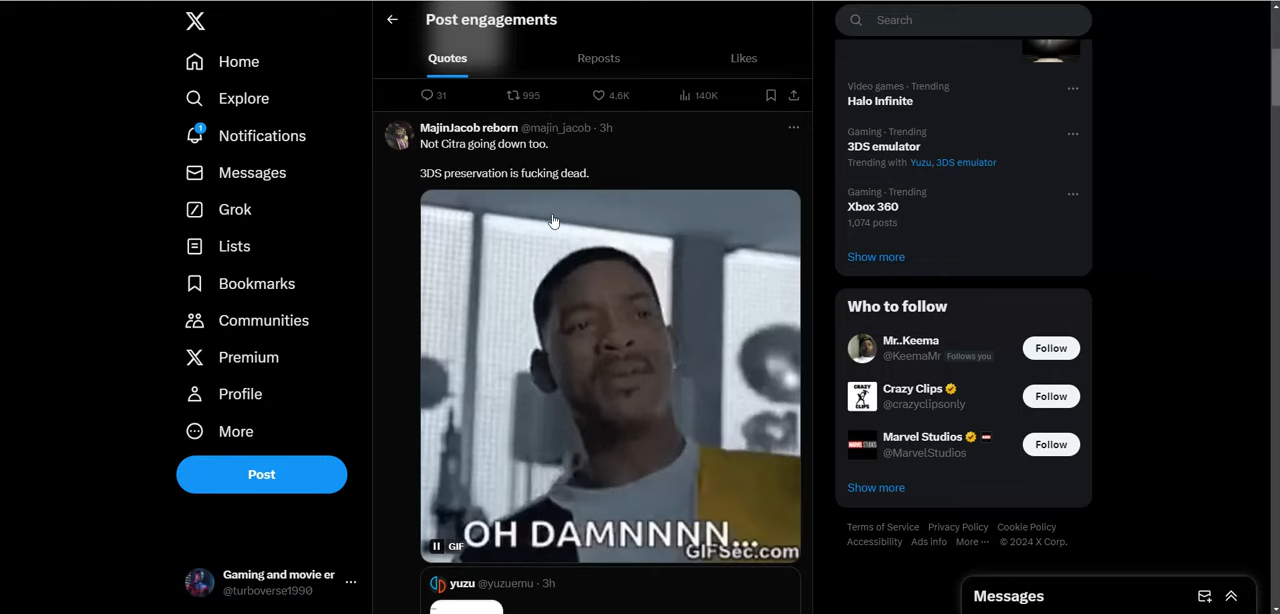 Home
Explore
1
Notifications
Messages
Grok
Lists
Bookmarks
Communities
Premium
Profile
More
Post
Gaming and movie er
@turboverse1990
Post engagements
Quotes
Reposts
Likes
31
995
4.6K
140K
MajinJacob reborn @majin_jacob · 3h
Not Citra going down too.
3DS preservation is fucking dead.
OH DAMNNNN...
GIF
GIFSec.com
yuzu @yuzuemu · 3h
Search
Video games · Trending
Halo Infinite
Gaming · Trending
3DS emulator
Trending with Yuzu, 3DS emulator
Gaming · Trending
Xbox 360
1,074 posts
Show more
Who to follow
Mr..Keema
@KeemaMr Follows you
Follow
CRAZY
CLIPS
Crazy Clips
@crazyclipsonly
Follow
MARVEL STUDIOS
Marvel Studios
@MarvelStudios
Follow
Show more
Terms of Service Privacy Policy Cookie Policy
Accessibility Ads info More ··· © 2024 X Corp.
Messages